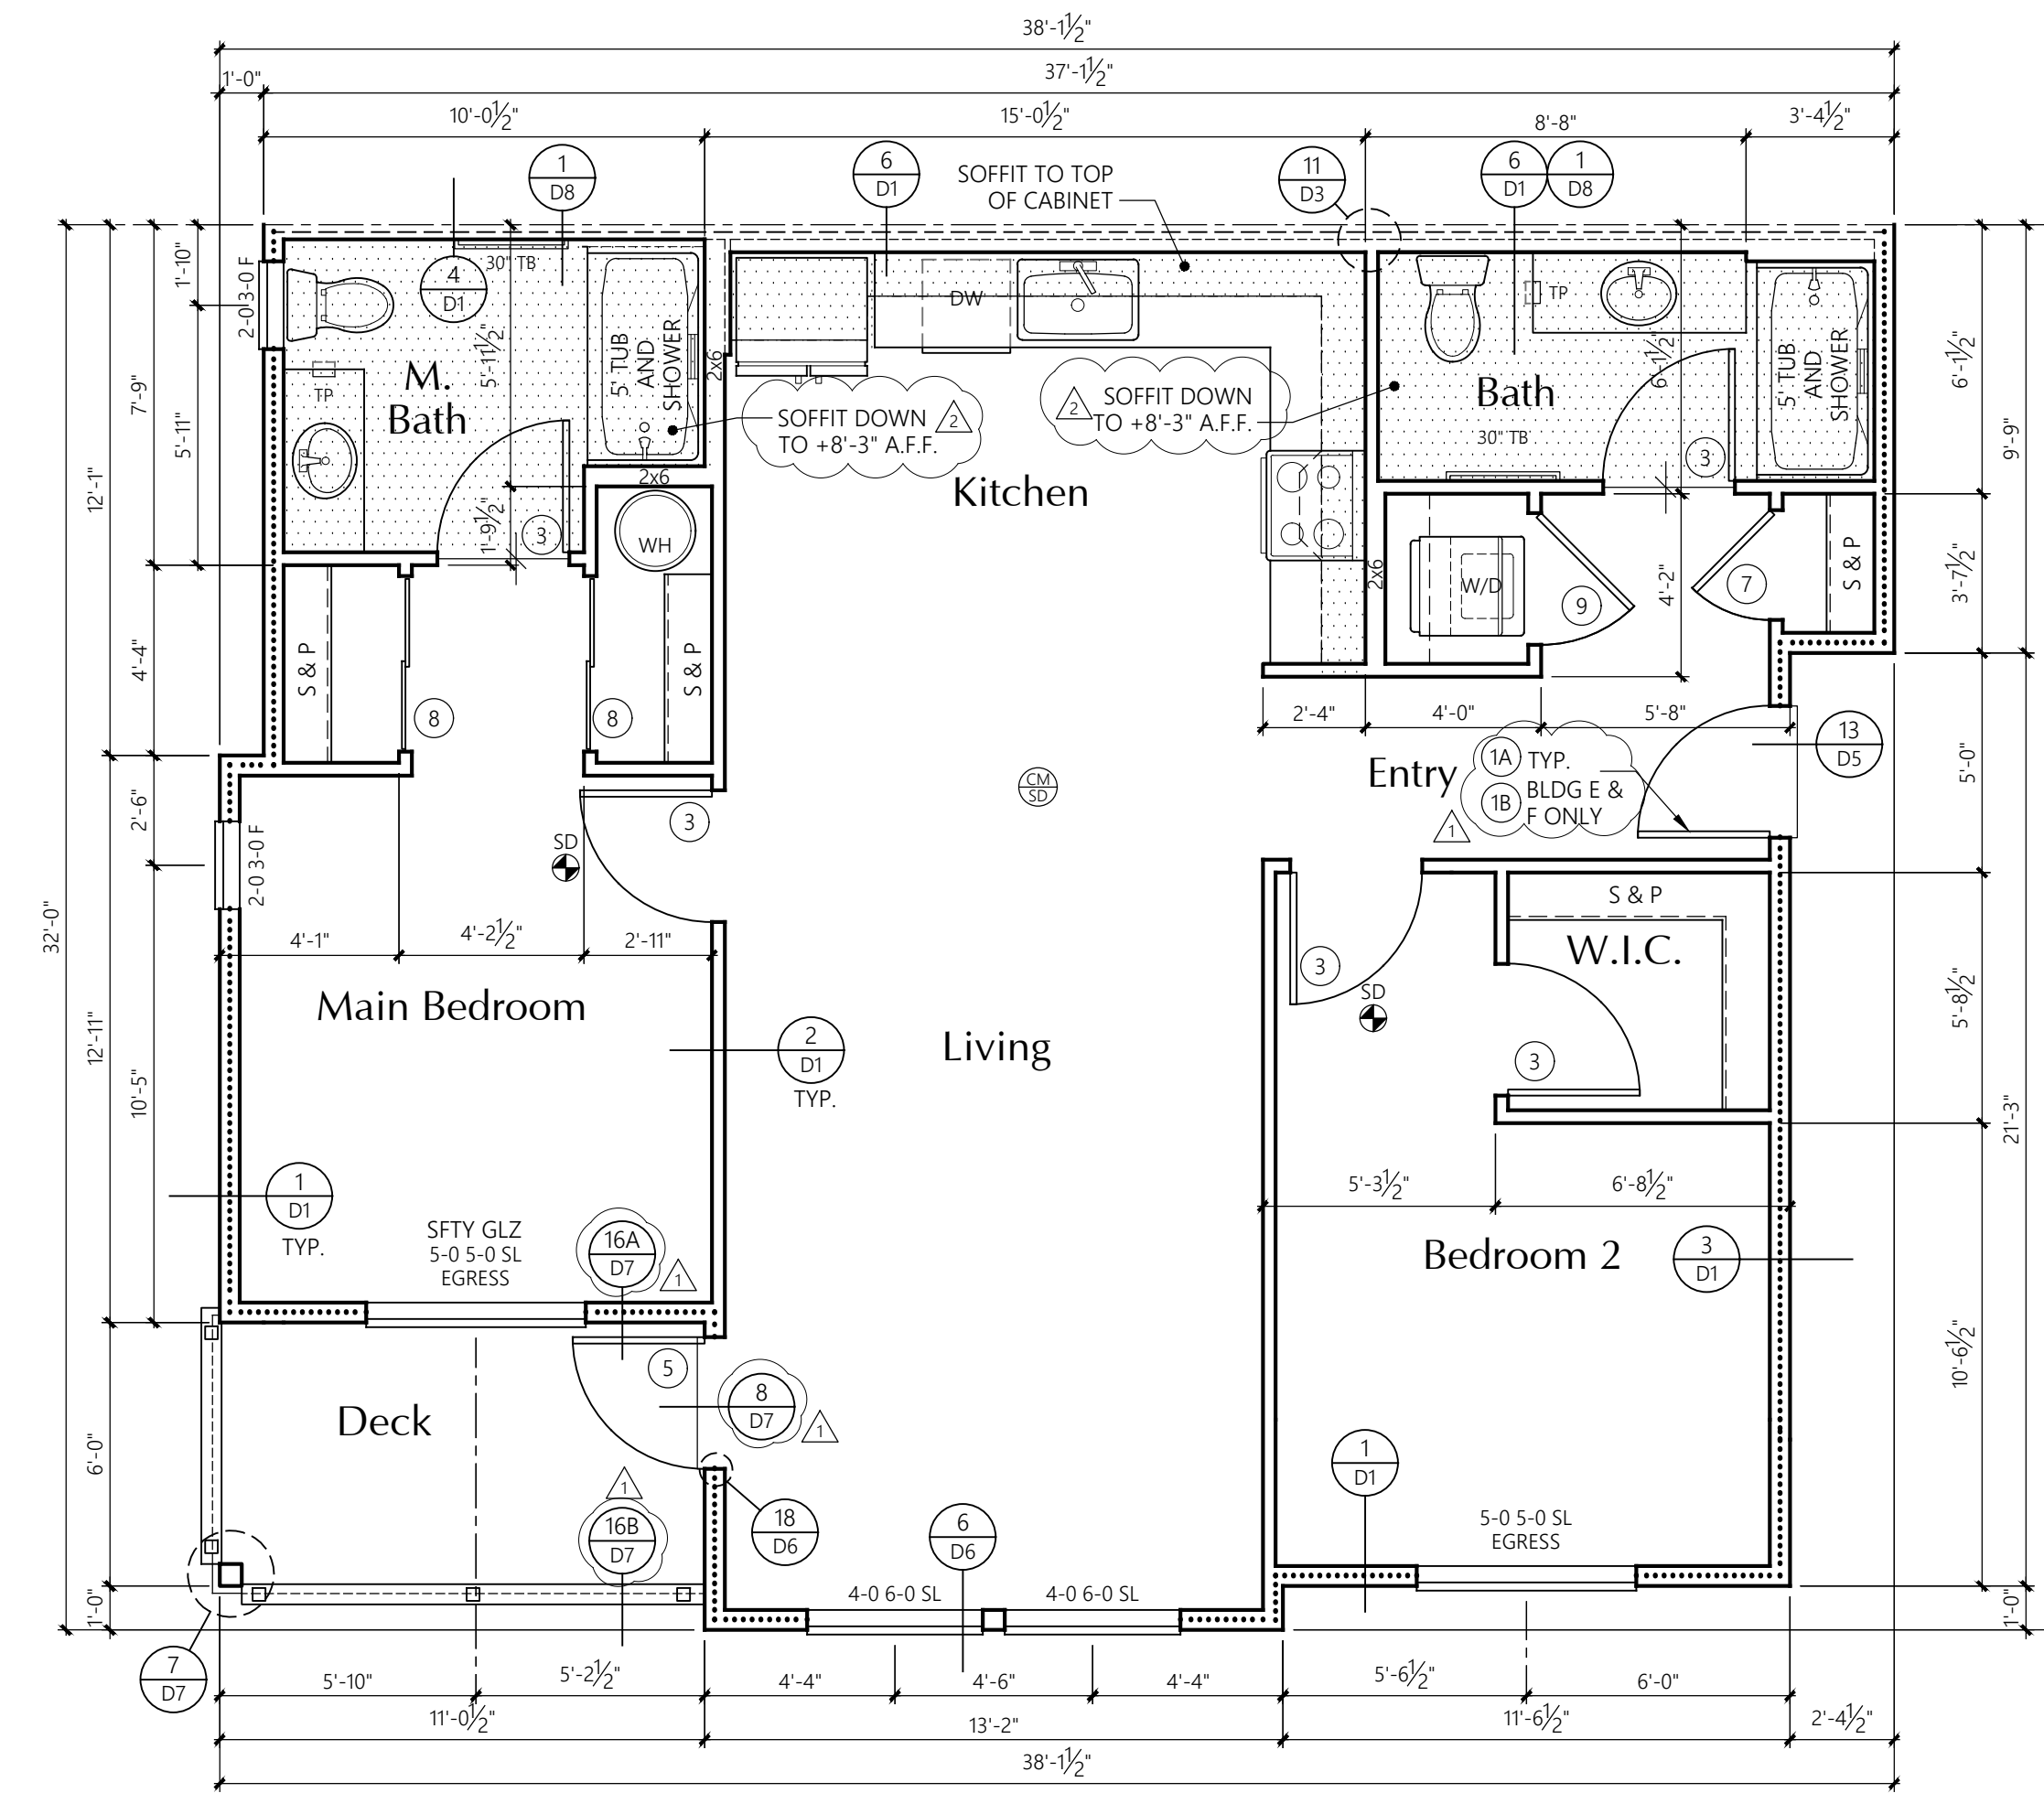 38'-1½"
37'-1½"
1'-0"
10'-0½"
15'-0½"
8'-8"
3'-4½"
1
D8
6
D1
SOFFIT TO TOP
OF CABINET
11
D3
6
D1
1
D8
1'-10"
2-0 3-0 F
4
D1
30" TB
DW
TP
5'-11½"
5' TUB
AND
SHOWER
2x6
6'-1½"
5' TUB
AND
SHOWER
6'-1½"
9'-9"
7'-9"
5'-11"
12'-1"
TP
M.
Bath
SOFFIT DOWN
TO +8'-3" A.F.F.
2
2
SOFFIT DOWN
TO +8'-3" A.F.F.
Bath
30" TB
3
2x6
Kitchen
1'-9½"
3
WH
2x6
W/D
9
4'-2"
7
S & P
3'-7½"
4'-4"
S & P
8
8
S & P
2'-4"
4'-0"
5'-8"
13
D5
Entry
1A
TYP.
1B
BLDG E &
F ONLY
1
5'-0"
CM
SD
2'-6"
2-0 3-0 F
3
SD
32'-0"
4'-1"
4'-2½"
2'-11"
S & P
W.I.C.
3
SD
5'-8½"
Main Bedroom
2
D1
TYP.
Living
3
12'-11"
10'-5"
21'-3"
1
D1
TYP.
5'-3½"
6'-8½"
SFTY GLZ
5-0 5-0 SL
EGRESS
16A
D7
1
Bedroom 2
3
D1
10'-6½"
5
8
D7
1
Deck
6'-0"
1
16B
D7
18
D6
6
D6
1
D1
5-0 5-0 SL
EGRESS
4-0 6-0 SL
4-0 6-0 SL
1'-0"
1'-0"
7
D7
5'-10"
5'-2½"
4'-4"
4'-6"
4'-4"
5'-6½"
6'-0"
11'-0½"
13'-2"
11'-6½"
2'-4½"
38'-1½"